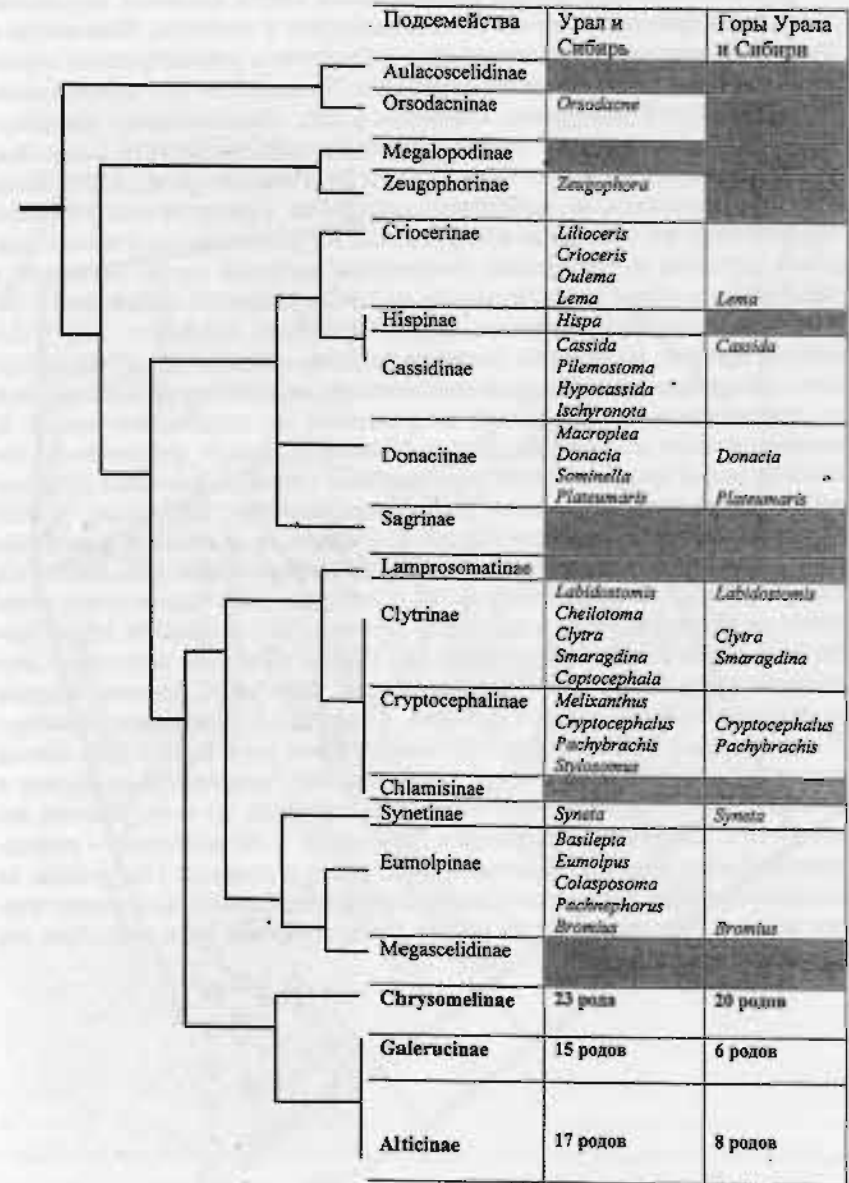 Подсемейства Урал и Сибирь Горы Урала и Сибири
Aulacoscelidinae
Orsodacninae Orsodacne
Megalopodinae
Zeugophorinae Zeugophora
Criocerinae Lilioceris
Crioceris
Oulema
Lema Lema
Hispinae Hispa
Cassida Cassida
Cassidinae Pilemostoma
Hypocassida
Ischyronota
Macroplea
Donaciinae Donacia Donacia
Sominella
Plateumaris Plateumaris
Sagrinae
Lamprosomatinae
Labidostomis Labidostomis
Clytrinae Cheilotoma
Clytra Clytra
Smaragdina Smaragdina
Coptocephala
Cryptocephalinae Melixanthus
Cryptocephalus Cryptocephalus
Pachybrachis Pachybrachis
Stylosomus
Chlamisinae
Synetinae Syneta Syneta
Basilepta
Eumolpinae Eumolpus
Colasposoma
Pachnephorus
Bromius Bromius
Megascelidinae
Chrysomelinae 23 рода 20 родов
Galerucinae 15 родов 6 родов
Alticinae 17 родов 8 родов